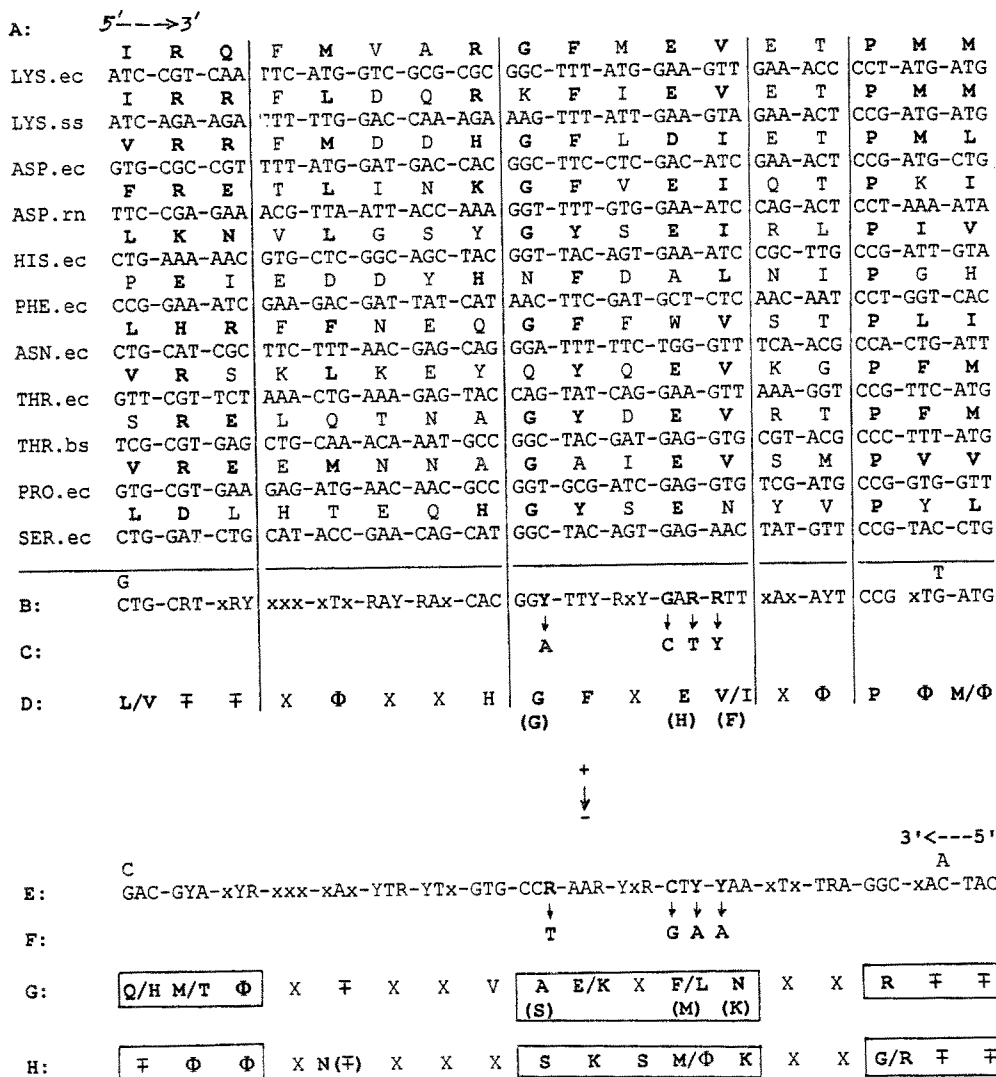 A: 5'---->3'
I R Q F M V A R G F M E V E T P M M
LYS.ec ATC-CGT-CAA TTC-ATG-GTC-GCG-CGC GGC-TTT-ATG-GAA-GTT GAA-ACC CCT-ATG-ATG
I R R F L D Q R K F I E V E T P M M
LYS.ss ATC-AGA-AGA TTT-TTG-GAC-CAA-AGA AAG-TTT-ATT-GAA-GTA GAA-ACT CCG-ATG-ATG
V R R F M D D H G F L D I E T P M L
ASP.ec GTG-CGC-CGT TTT-ATG-GAT-GAC-CAC GGC-TTC-CTC-GAC-ATC GAA-ACT CCG-ATG-CTG
F R E T L I N K G F V E I Q T P K I
ASP.rn TTC-CGA-GAA ACG-TTA-ATT-ACC-AAA GGT-TTT-GTG-GAA-ATC CAG-ACT CCT-AAA-ATA
L K N V L G S Y G Y S E I R L P I V
HIS.ec CTG-AAA-AAC GTG-CTC-GGC-AGC-TAC GGT-TAC-AGT-GAA-ATC CGC-TTG CCG-ATT-GTA
P E I E D D Y H N F D A L N I P G H
PHE.ec CCG-GAA-ATC GAA-GAC-GAT-TAT-CAT AAC-TTC-GAT-GCT-CTC AAC-AAT CCT-GGT-CAC
L H R F F N E Q G F F W V S T P L I
ASN.ec CTG-CAT-CGC TTC-TTT-AAC-GAG-CAG GGA-TTT-TTC-TGG-GTT TCA-ACG CCA-CTG-ATT
V R S K L K E Y Q Y Q E V K G P F M
THR.ec GTT-CGT-TCT AAA-CTG-AAA-GAG-TAC CAG-TAT-CAG-GAA-GTT AAA-GGT CCG-TTC-ATG
S R E L Q T N A G Y D E V R T P F M
THR.bs TCG-CGT-GAG CTG-CAA-ACA-AAT-GCC GGC-TAC-GAT-GAG-GTG CGT-ACG CCC-TTT-ATG
V R E E M N N A G A I E V S M P V V
PRO.ec GTG-CGT-GAA GAG-ATG-AAC-AAC-GCC GGT-GCG-ATC-GAG-GTG TCG-ATG CCG-GTG-GTT
L D L H T E Q H G Y S E N Y V P Y L
SER.ec CTG-GAT-CTG CAT-ACC-GAA-CAG-CAT GGC-TAC-AGT-GAG-AAC TAT-GTT CCG-TAC-CTG
G T
B: CTG-CRT-xRY xxx-xTx-RAY-RAx-CAC GGY-TTY-RxY-GAR-RTT xAx-AYT CCG xTG-ATG
↓ ↓ ↓ ↓
C: A C T Y
D: L/V Ŧ Ŧ X Φ X X H G F X E V/I X Φ P Φ M/Φ
(G) (H) (F)
+
↓
-
3'<---5'
C A
E: GAC-GYA-xYR-xxx-xAx-YTR-YTx-GTG-CCR-AAR-YxR-CTY-YAA-xTx-TRA-GGC-xAC-TAC
↓ ↓ ↓ ↓
F: T G A A
G: Q/H M/T Φ X Ŧ X X V A E/K X F/L N X X R Ŧ Ŧ
(S) (M) (K)
H: Ŧ Φ Φ X N(Ŧ) X X X S K S M/Φ K X X G/R Ŧ Ŧ